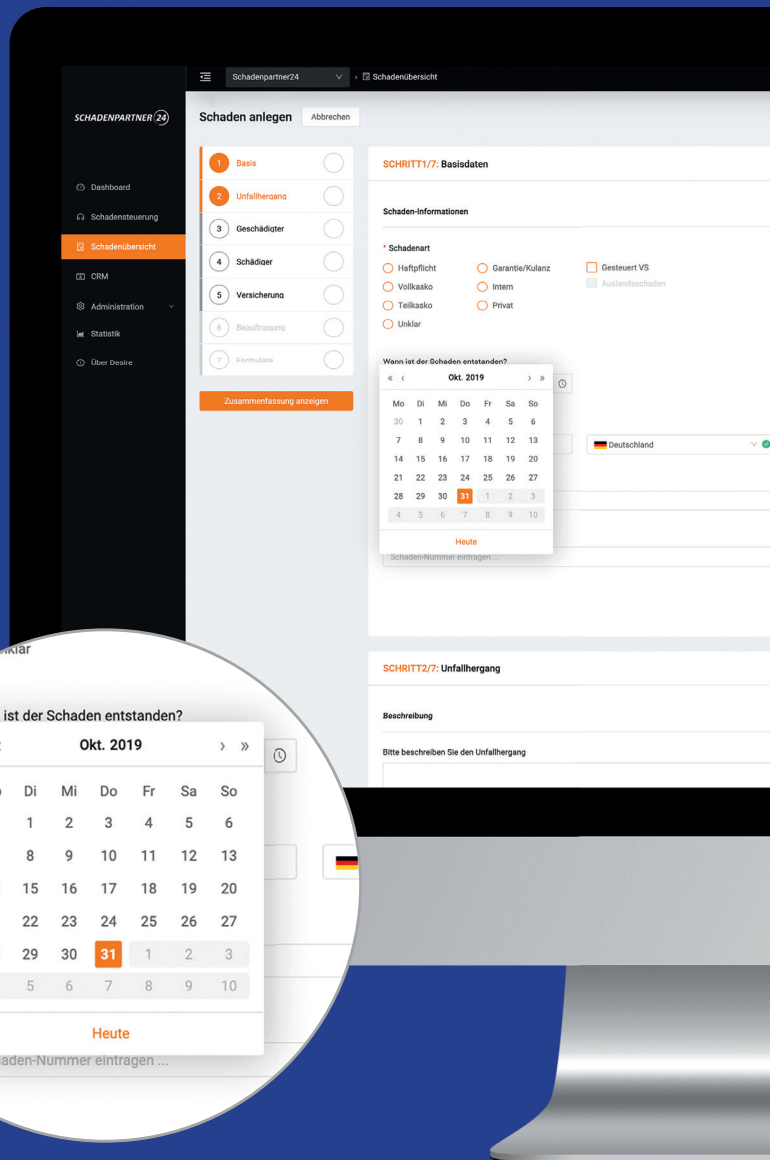 Schadenpartner24
› Schadenübersicht
SCHADENPARTNER 24
Dashboard
Schadensteuerung
Schadenübersicht
CRM
Administration
Statistik
Über Desire
Schaden anlegen Abbrechen
1 Basis
2 Unfallhergang
3 Geschädigter
4 Schädiger
5 Versicherung
6 Beauftragung
7 Formulare
Zusammenfassung anzeigen
SCHRITT1/7: Basisdaten
Schaden-Informationen
* Schadenart
Haftpflicht Garantie/Kulanz Gesteuert VS
Vollkasko Intern Auslandsschaden
Teilkasko Privat
Unklar
Wann ist der Schaden entstanden?
« ‹ Okt. 2019 › »
Mo Di Mi Do Fr Sa So
30 1 2 3 4 5 6
7 8 9 10 11 12 13
14 15 16 17 18 19 20
21 22 23 24 25 26 27
28 29 30 31 1 2 3
4 5 6 7 8 9 10
Heute
Deutschland
Schaden-Nummer eintragen ...
SCHRITT2/7: Unfallhergang
Beschreibung
Bitte beschreiben Sie den Unfallhergang
nklar
ist der Schaden entstanden?
Okt. 2019 › »
Di Mi Do Fr Sa So
1 2 3 4 5 6
8 9 10 11 12 13
15 16 17 18 19 20
22 23 24 25 26 27
29 30 31 1 2 3
5 6 7 8 9 10
Heute
aden-Nummer eintragen ...